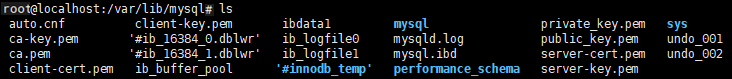 root@localhost:/var/lib/mysql# ls
auto.cnf client-key.pem ibdata1 mysql private_key.pem sys
ca-key.pem '#ib_16384_0.dblwr' ib_logfile0 mysqld.log public_key.pem undo_001
ca.pem '#ib_16384_1.dblwr' ib_logfile1 mysql.ibd server-cert.pem undo_002
client-cert.pem ib_buffer_pool '#innodb_temp' performance_schema server-key.pem